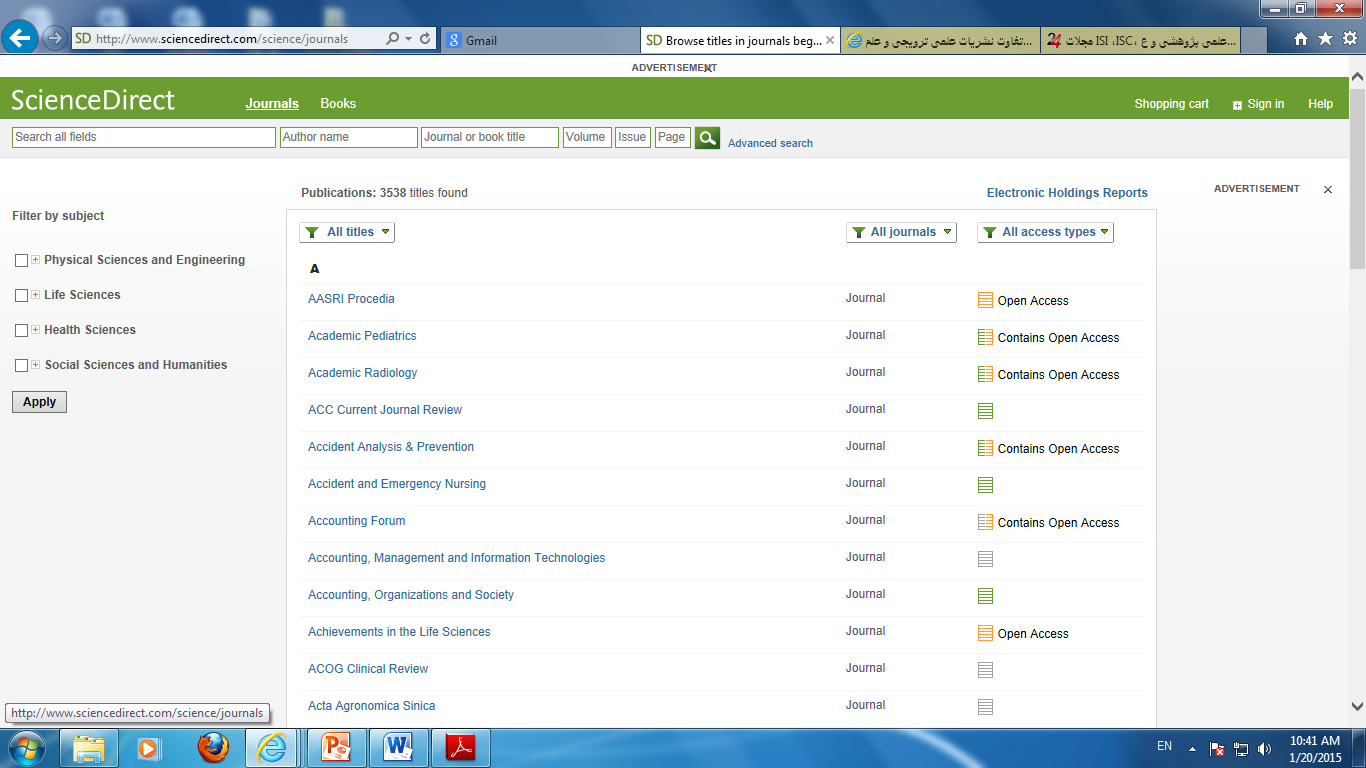 SD http://www.sciencedirect.com/science/journals
Gmail
SD Browse titles in journals beg...
تفاوت نشریات علمی ترویجی و علم...
مجلات ISI ،ISC، علمی پژوهشی و ع...
ADVERTISEMENT
ScienceDirect
Journals
Books
Shopping cart
Sign in
Help
Search all fields
Author name
Journal or book title
Volume
Issue
Page
Advanced search
Publications: 3538 titles found
Electronic Holdings Reports
ADVERTISEMENT
Filter by subject
Physical Sciences and Engineering
Life Sciences
Health Sciences
Social Sciences and Humanities
Apply
All titles
All journals
All access types
A
AASRI Procedia Journal Open Access
Academic Pediatrics Journal Contains Open Access
Academic Radiology Journal Contains Open Access
ACC Current Journal Review Journal
Accident Analysis & Prevention Journal Contains Open Access
Accident and Emergency Nursing Journal
Accounting Forum Journal Contains Open Access
Accounting, Management and Information Technologies Journal
Accounting, Organizations and Society Journal
Achievements in the Life Sciences Journal Open Access
ACOG Clinical Review Journal
Acta Agronomica Sinica Journal
http://www.sciencedirect.com/science/journals
EN
10:41 AM
1/20/2015